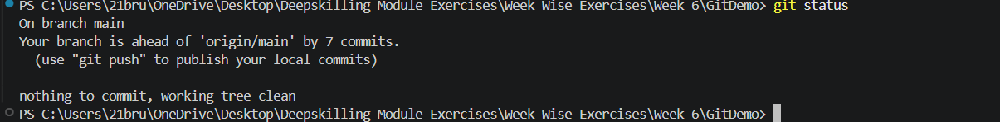 PS C:\Users\21bru\OneDrive\Desktop\Deepskilling Module Exercises\Week Wise Exercises\Week 6\GitDemo> git status
On branch main
Your branch is ahead of 'origin/main' by 7 commits.
  (use "git push" to publish your local commits)

nothing to commit, working tree clean
PS C:\Users\21bru\OneDrive\Desktop\Deepskilling Module Exercises\Week Wise Exercises\Week 6\GitDemo>